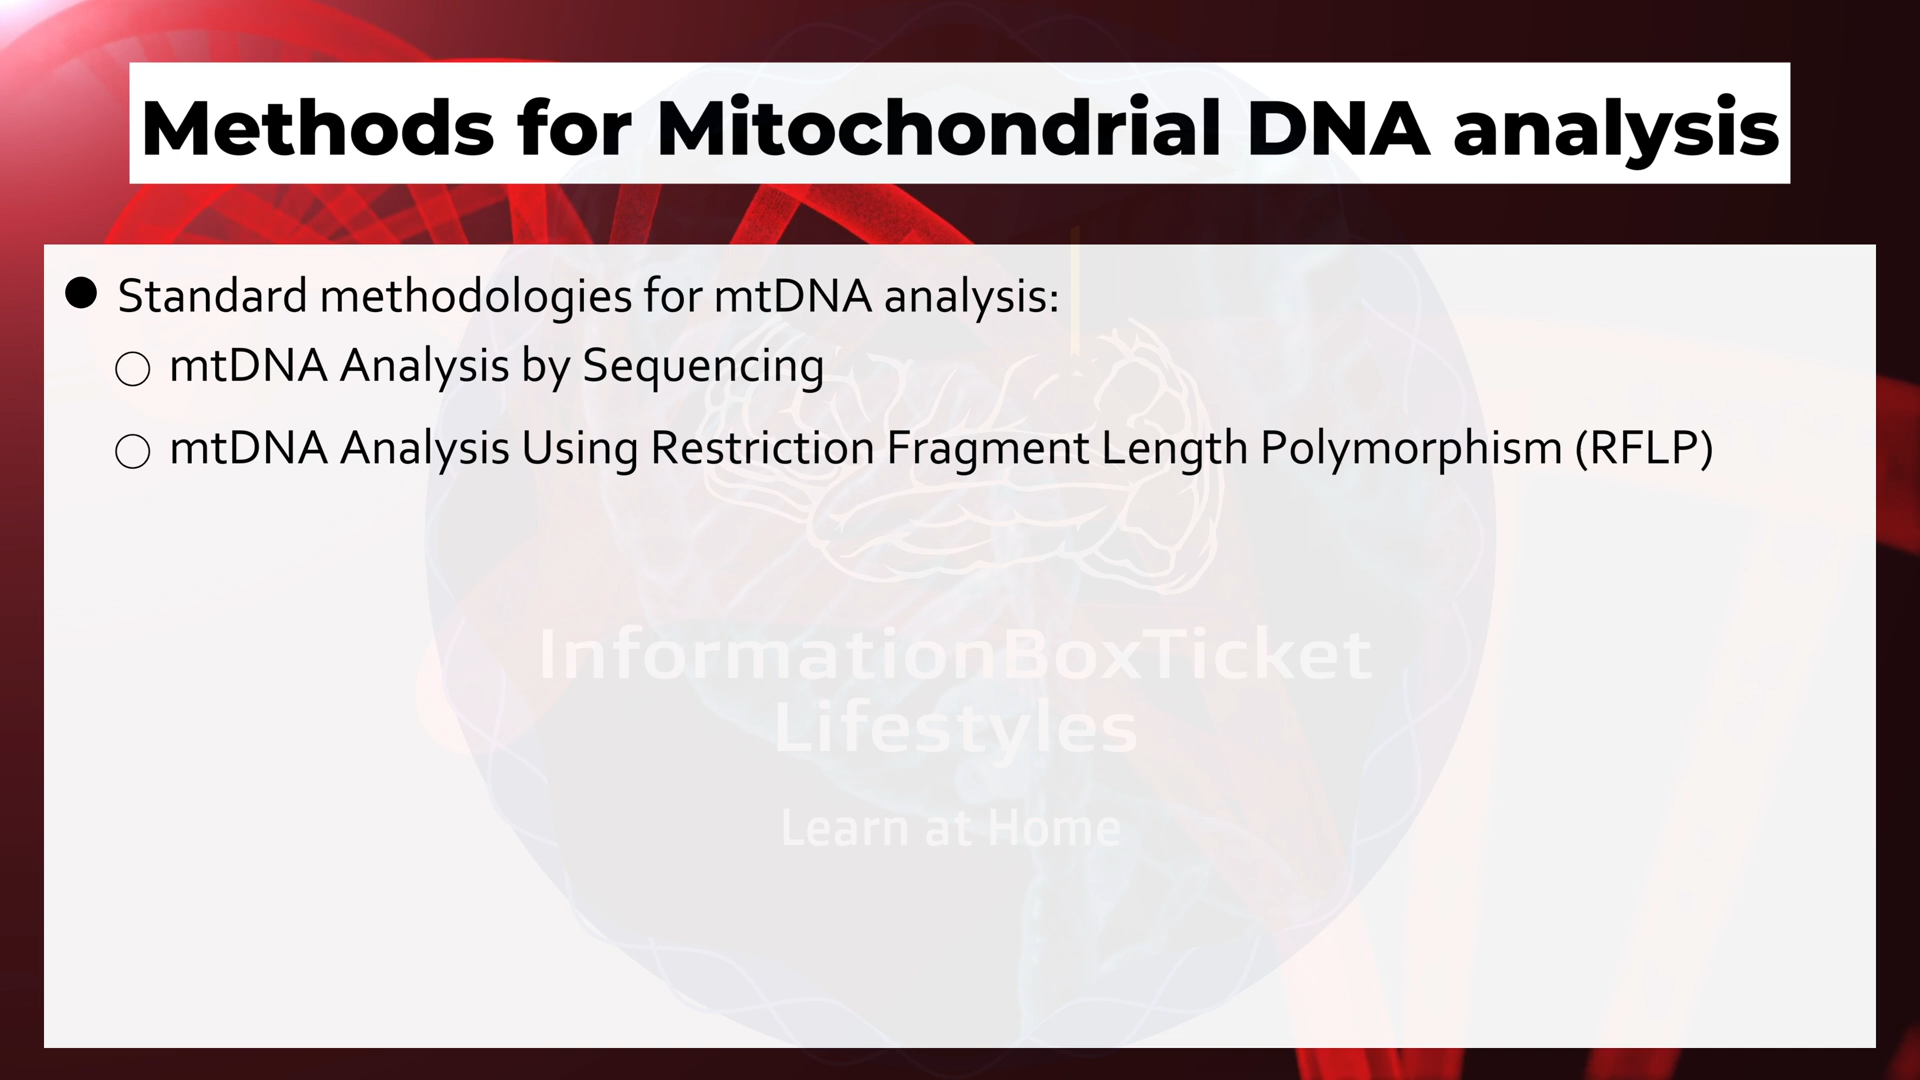 Methods for Mitochondrial DNA analysis
● Standard methodologies for mtDNA analysis:
○ mtDNA Analysis by Sequencing
○ mtDNA Analysis Using Restriction Fragment Length Polymorphism (RFLP)
InformationBoxTicket
Lifestyles
Learn at Home